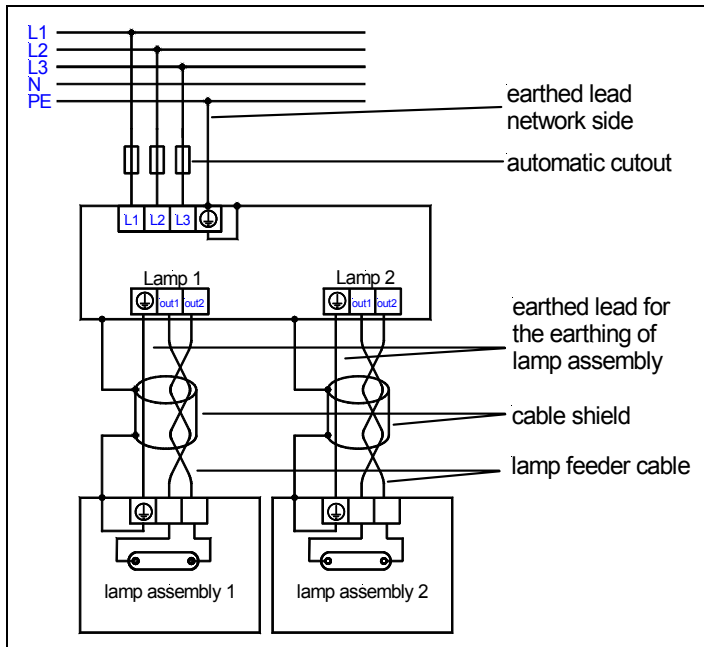 L1
L2
L3
N
PE
earthed lead
network side
automatic cutout
L1 L2 L3
Lamp 1
Lamp 2
out1 out2
out1 out2
earthed lead for
the earthing of
lamp assembly
cable shield
lamp feeder cable
lamp assembly 1
lamp assembly 2